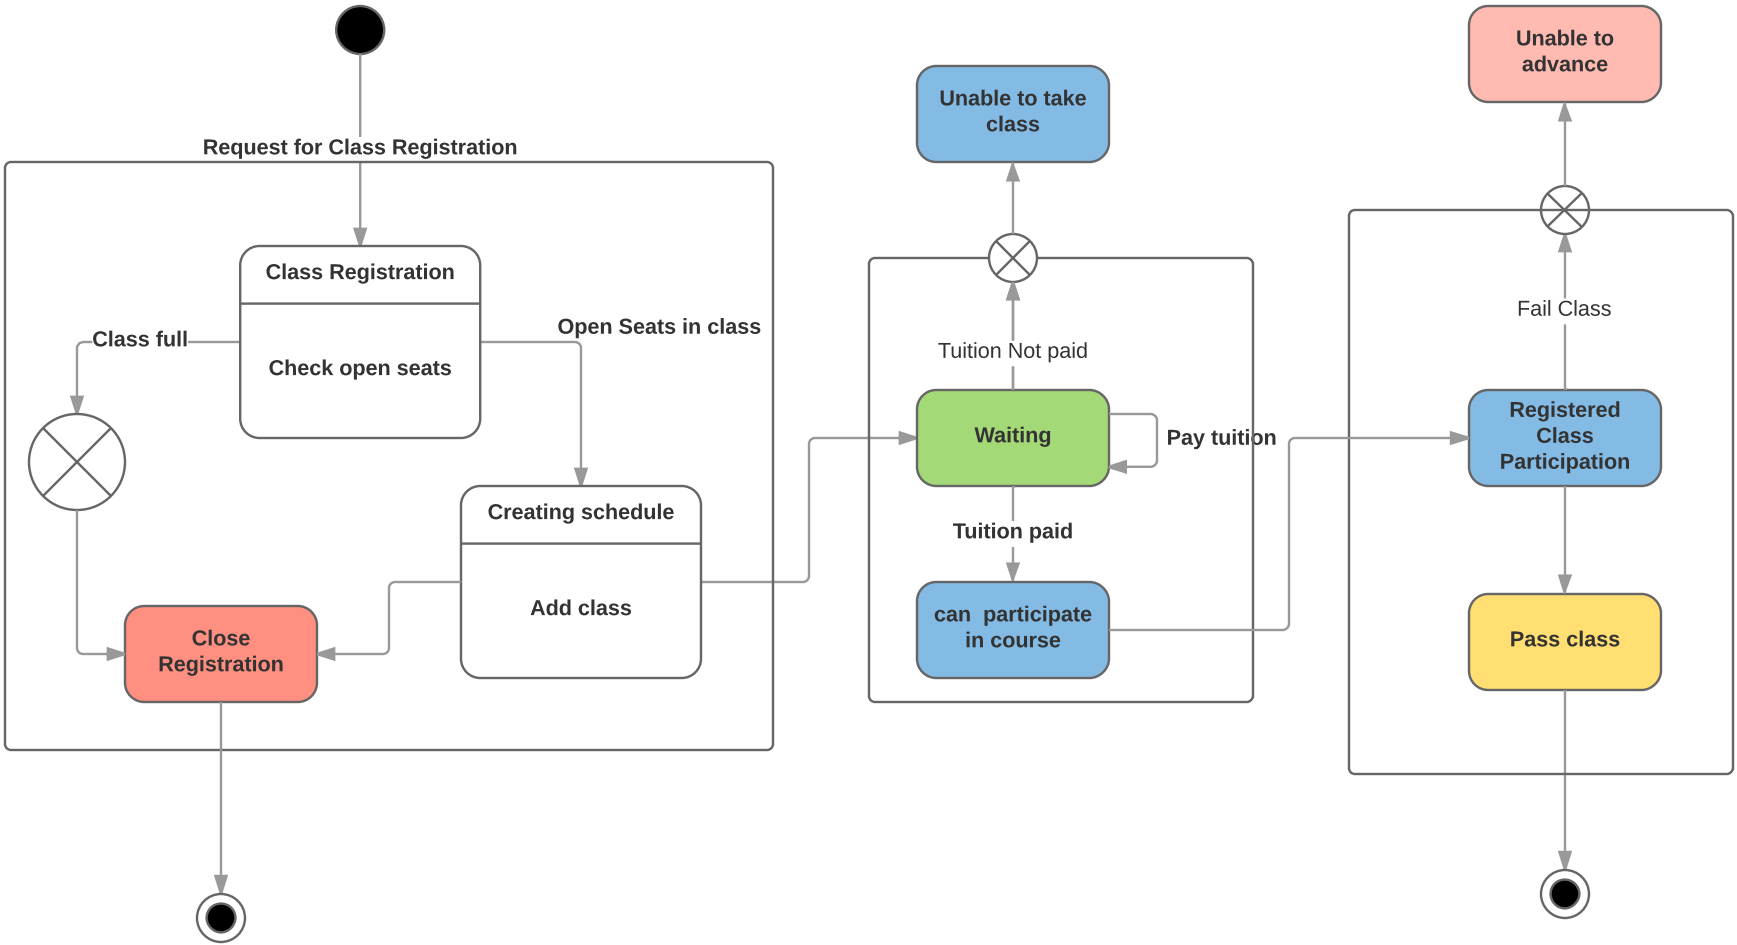 Request for Class Registration
Class Registration
Check open seats
Class full
Open Seats in class
Creating schedule
Add class
Close
Registration
Unable to take
class
Tuition Not paid
Waiting
Pay tuition
Tuition paid
can  participate
in course
Unable to
advance
Fail Class
Registered
Class
Participation
Pass class